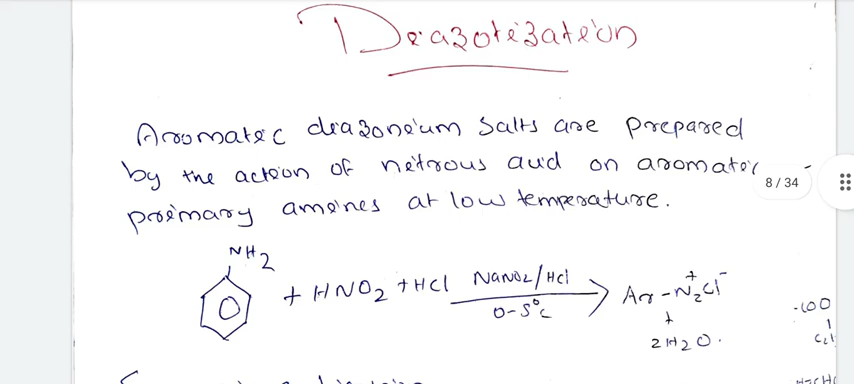 Diazotization
Aromatic diazonium salts are prepared
by the action of nitrous acid on aromatic
primary amines at low temperature.
NH2
+ HNO2 + HCl NaNO2/HCl 0-5°C Ar-N2+Cl-
+
2H2O.
8 / 34